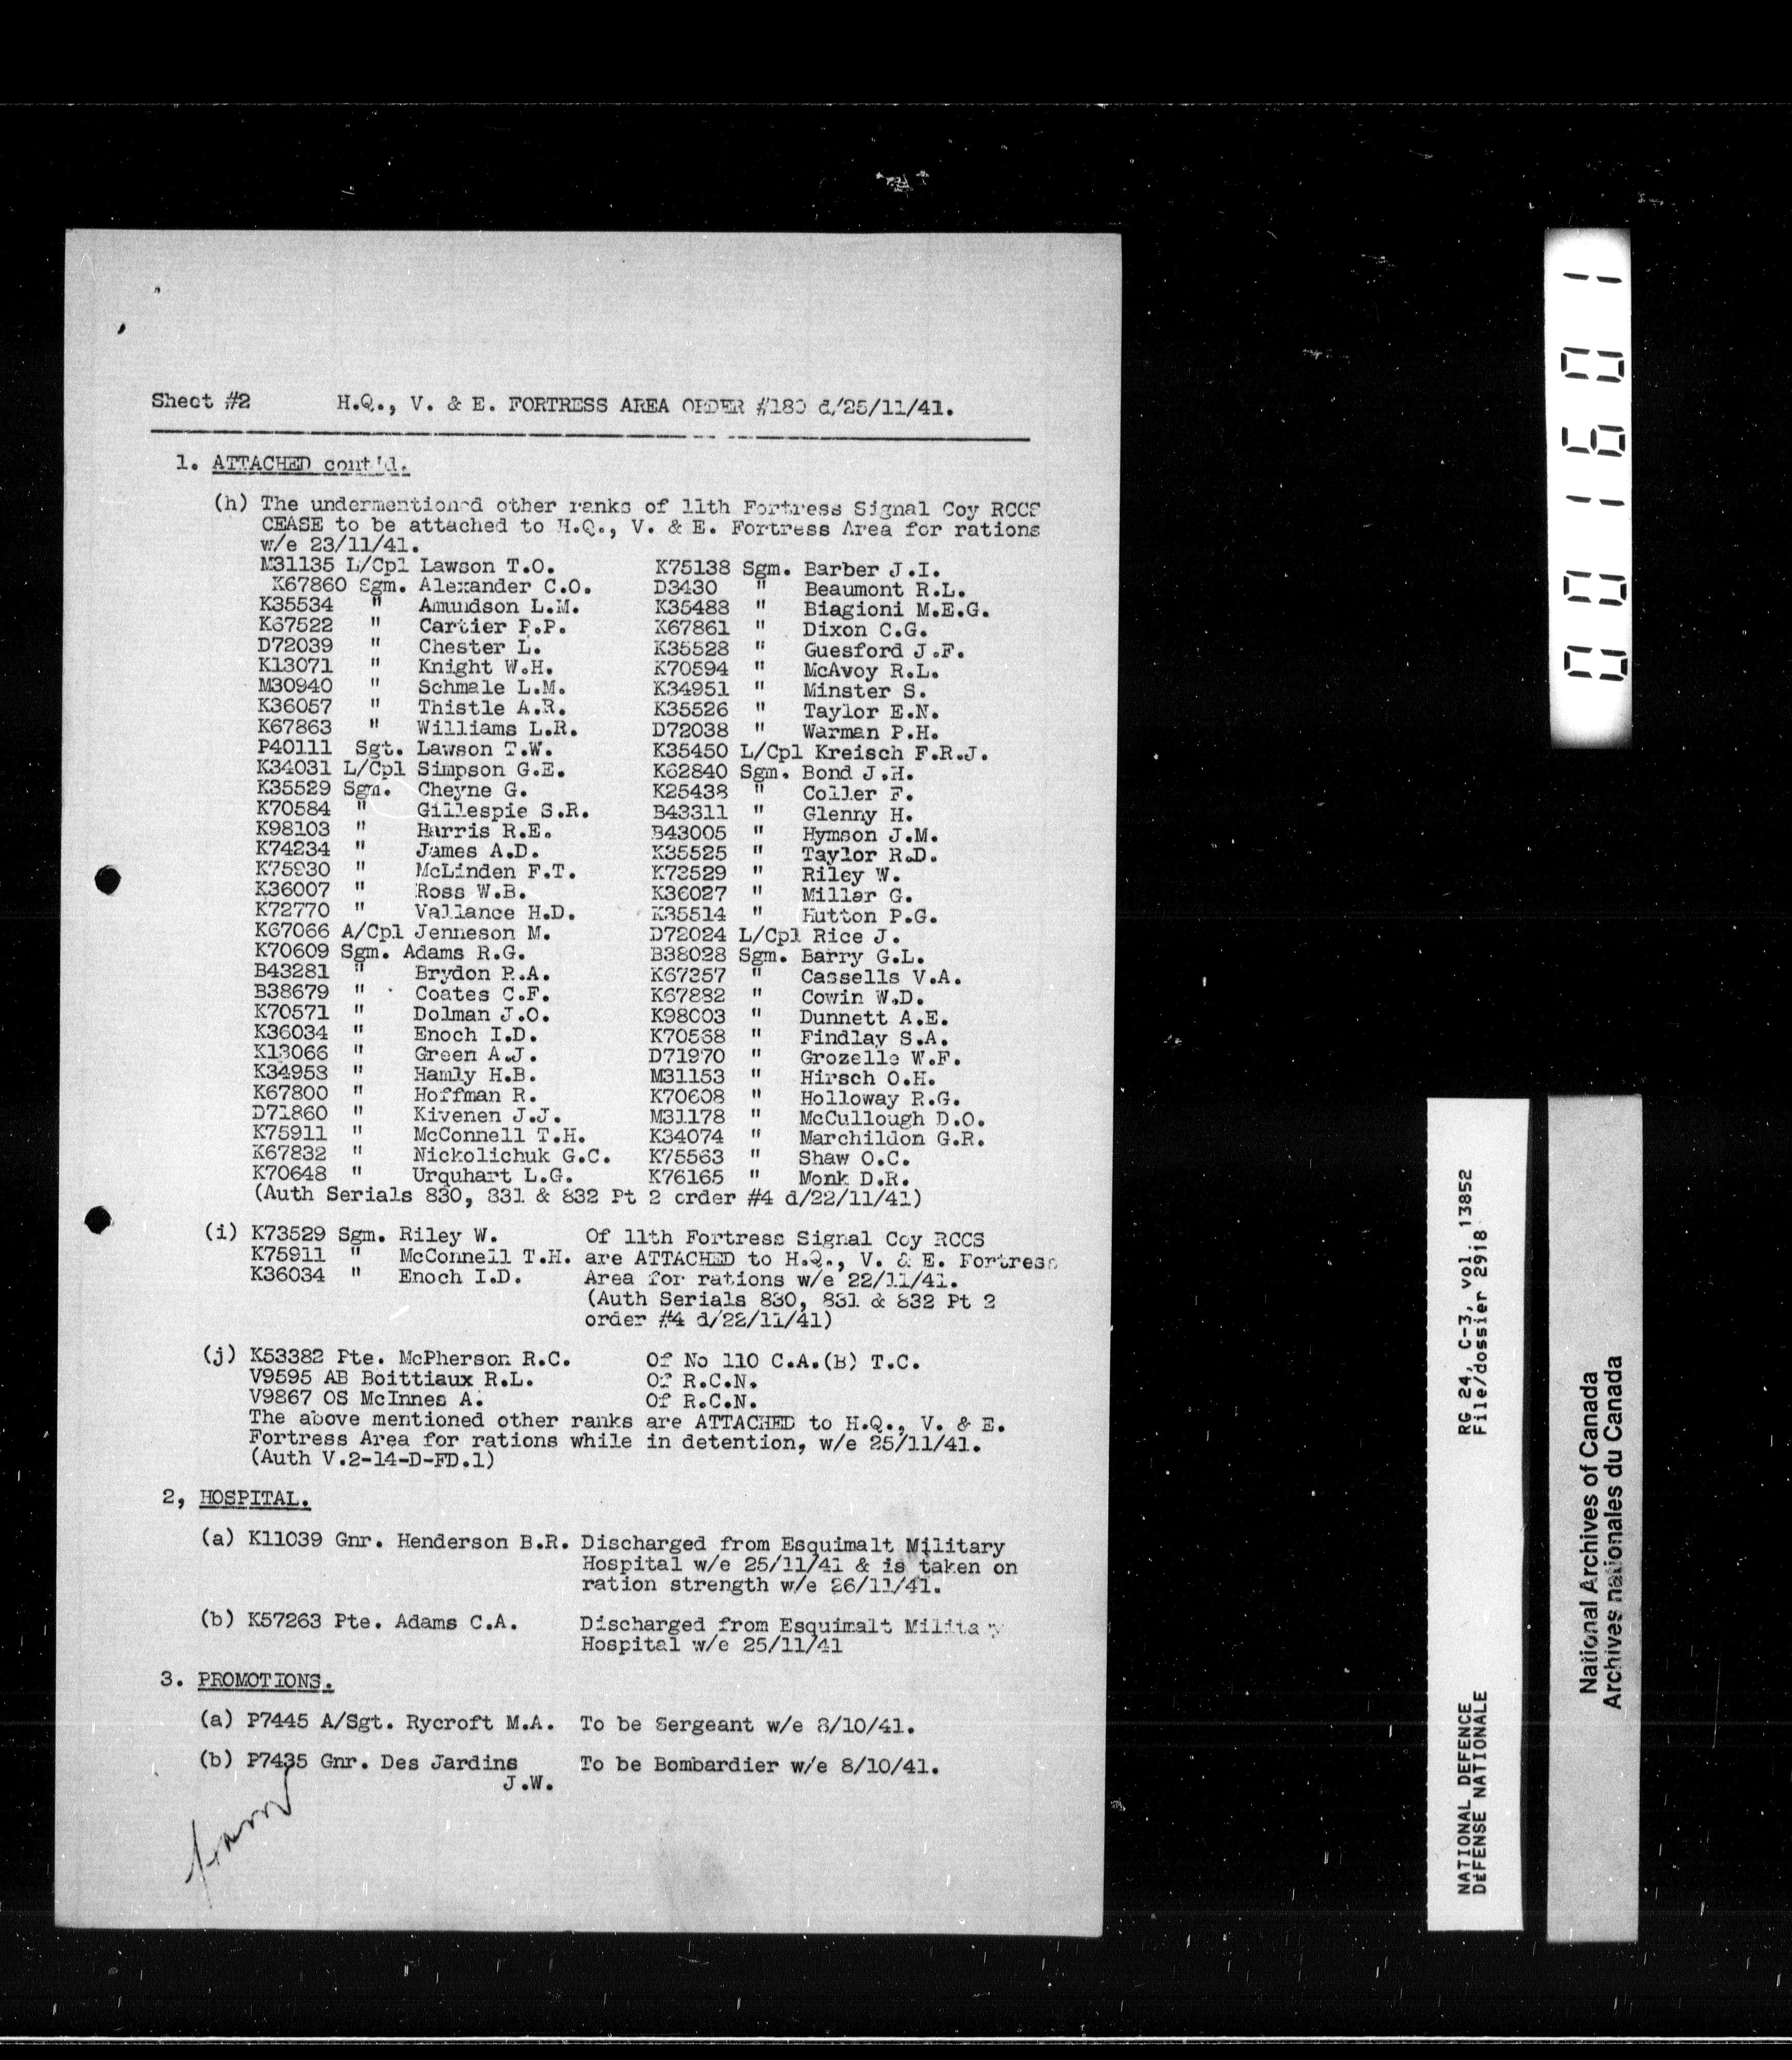 Sheet #2 H.Q., V. & E. FORTRESS AREA ORDER #180 d/25/11/41.
1. ATTACHED cont'd.
(h) The undermentioned other ranks of 11th Fortress Signal Coy RCCS
CEASE to be attached to H.Q., V. & E. Fortress Area for rations
w/e 23/11/41.
M31135 L/Cpl Lawson T.O. K75138 Sgm. Barber J.I.
K67860 Sgm. Alexander C.O. D3430 " Beaumont R.L.
K35534 " Amundson L.M. K35488 " Biagioni M.E.G.
K67522 " Cartier P.P. K67861 " Dixon C.G.
D72039 " Chester L. K35528 " Guesford J.F.
K13071 " Knight W.H. K70594 " McAvoy R.L.
M30940 " Schmale L.M. K34951 " Minster S.
K36057 " Thistle A.R. K35526 " Taylor E.N.
K67863 " Williams L.R. D72038 " Warman P.H.
P40111 Sgt. Lawson T.W. K35450 L/Cpl Kreisch F.R.J.
K34031 L/Cpl Simpson G.E. K62840 Sgm. Bond J.H.
K35529 Sgm. Cheyne G. K25438 " Coller F.
K70584 " Gillespie S.R. B43311 " Glenny H.
K98103 " Harris R.E. B43005 " Hymson J.M.
K74234 " James A.D. K35525 " Taylor R.D.
K75930 " McLinden F.T. K73529 " Riley W.
K36007 " Ross W.B. K36027 " Millar G.
K72770 " Vallance H.D. K35514 " Hutton P.G.
K67066 A/Cpl Jenneson M. D72024 L/Cpl Rice J.
K70609 Sgm. Adams R.G. B38028 Sgm. Barry G.L.
B43281 " Brydon P.A. K67357 " Cassells V.A.
B38679 " Coates C.F. K67882 " Cowin W.D.
K70571 " Dolman J.O. K98003 " Dunnett A.E.
K36034 " Enoch I.D. K70568 " Findlay S.A.
K13066 " Green A.J. D71970 " Grozelle W.F.
K34958 " Hamly H.B. M31153 " Hirsch O.H.
K67800 " Hoffman R. K70608 " Holloway R.G.
D71860 " Kivenen J.J. M31178 " McCullough D.O.
K75911 " McConnell T.H. K34074 " Marchildon G.R.
K67832 " Nickolichuk G.C. K75563 " Shaw O.C.
K70648 " Urquhart L.G. K76165 " Monk D.R.
(Auth Serials 830, 831 & 832 Pt 2 order #4 d/22/11/41)
(i) K73529 Sgm. Riley W. Of 11th Fortress Signal Coy RCCS
K75911 " McConnell T.H. are ATTACHED to H.Q., V. & E. Fortress
K36034 " Enoch I.D. Area for rations w/e 22/11/41.
(Auth Serials 830, 831 & 832 Pt 2
order #4 d/22/11/41)
(j) K53382 Pte. McPherson R.C. Of No 110 C.A.(B) T.C.
V9595 AB Boittiaux R.L. Of R.C.N.
V9867 OS McInnes A. Of R.C.N.
The above mentioned other ranks are ATTACHED to H.Q., V. & E.
Fortress Area for rations while in detention, w/e 25/11/41.
(Auth V.2-14-D-FD.1)
2, HOSPITAL.
(a) K11039 Gnr. Henderson B.R. Discharged from Esquimalt Military
Hospital w/e 25/11/41 & is taken on
ration strength w/e 26/11/41.
(b) K57263 Pte. Adams C.A. Discharged from Esquimalt Military
Hospital w/e 25/11/41
3. PROMOTIONS.
(a) P7445 A/Sgt. Rycroft M.A. To be Sergeant w/e 8/10/41.
(b) P7435 Gnr. Des Jardins To be Bombardier w/e 8/10/41.
J.W.
001601
RG 24, C-3, vol. 13852
File/dossier 2918
NATIONAL DEFENCE
DEFENSE NATIONALE
National Archives of Canada
Archives nationales du Canada